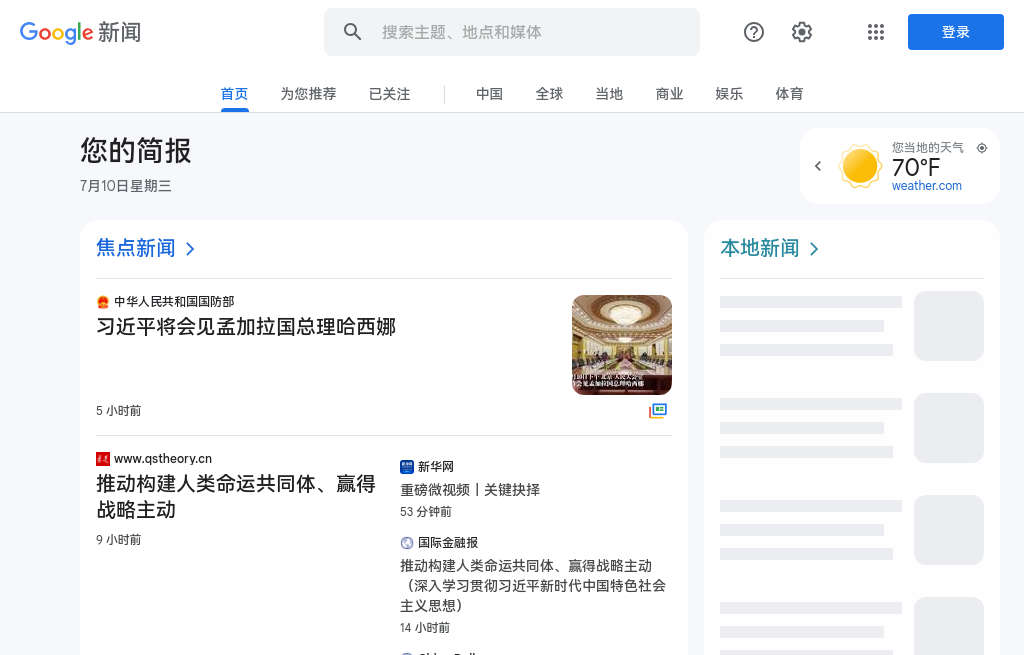 Google 新闻
搜索主题、地点和媒体
登录
首页
为您推荐
已关注
中国
全球
当地
商业
娱乐
体育
您的简报
7月10日星期三
您当地的天气
70°F
weather.com
焦点新闻
中华人民共和国国防部
习近平将会见孟加拉国总理哈西娜
5 小时前
www.qstheory.cn
推动构建人类命运共同体、赢得
战略主动
9 小时前
新华网
重磅微视频丨关键抉择
53 分钟前
国际金融报
推动构建人类命运共同体、赢得战略主动
（深入学习贯彻习近平新时代中国特色社会
主义思想）
14 小时前
本地新闻